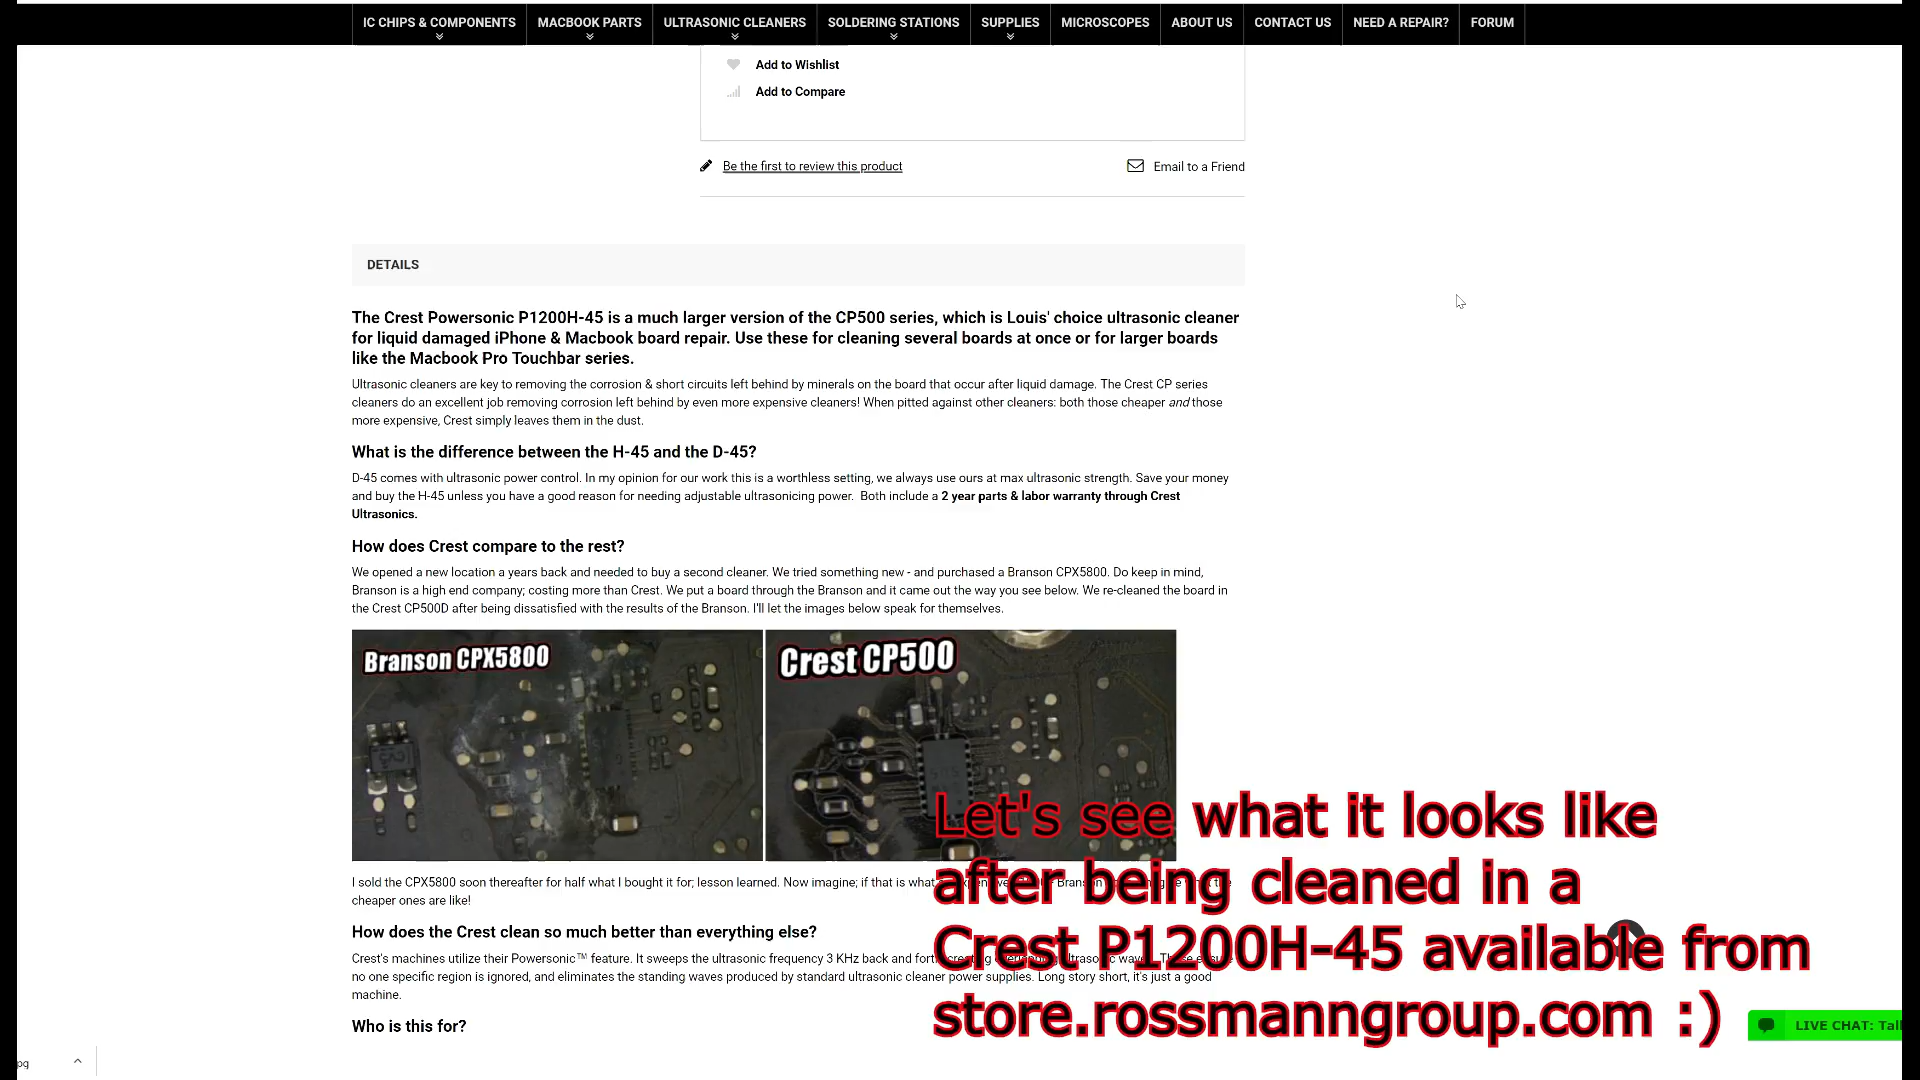 IC CHIPS & COMPONENTS MACBOOK PARTS ULTRASONIC CLEANERS SOLDERING STATIONS SUPPLIES MICROSCOPES ABOUT US CONTACT US NEED A REPAIR? FORUM
Add to Wishlist
Add to Compare
Be the first to review this product Email to a Friend
DETAILS
The Crest Powersonic P1200H-45 is a much larger version of the CP500 series, which is Louis' choice ultrasonic cleaner
for liquid damaged iPhone & Macbook board repair. Use these for cleaning several boards at once or for larger boards
like the Macbook Pro Touchbar series.
Ultrasonic cleaners are key to removing the corrosion & short circuits left behind by minerals on the board that occur after liquid damage. The Crest CP series
cleaners do an excellent job removing corrosion left behind by even more expensive cleaners! When pitted against other cleaners: both those cheaper and those
more expensive, Crest simply leaves them in the dust.
What is the difference between the H-45 and the D-45?
D-45 comes with ultrasonic power control. In my opinion for our work this is a worthless setting, we always use ours at max ultrasonic strength. Save your money
and buy the H-45 unless you have a good reason for needing adjustable ultrasonicing power. Both include a 2 year parts & labor warranty through Crest
Ultrasonics.
How does Crest compare to the rest?
We opened a new location a years back and needed to buy a second cleaner. We tried something new - and purchased a Branson CPX5800. Do keep in mind,
Branson is a high end company; costing more than Crest. We put a board through the Branson and it came out the way you see below. We re-cleaned the board in
the Crest CP500D after being dissatisfied with the results of the Branson. I'll let the images below speak for themselves.
Branson CPX5800 Crest CP500
I sold the CPX5800 soon thereafter for half what I bought it for; lesson learned. Now imagine; if that is what
cheaper ones are like!
How does the Crest clean so much better than everything else?
Crest's machines utilize their Powersonic™ feature. It sweeps the ultrasonic frequency 3 KHz back and forth
no one specific region is ignored, and eliminates the standing waves produced by standard ultrasonic cleaner power supplies. Long story short, it's just a good
machine.
Who is this for?
Let's see what it looks like
after being cleaned in a
Crest P1200H-45 available from
store.rossmanngroup.com :)
LIVE CHAT:
pg